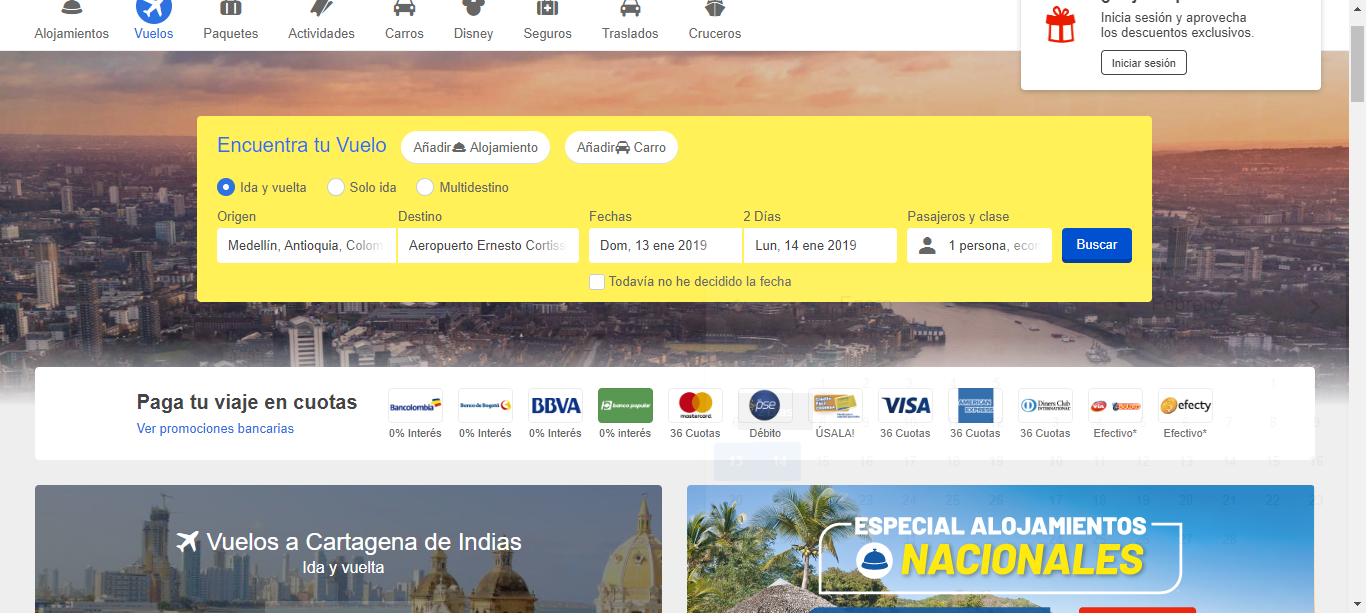 Alojamientos Vuelos Paquetes Actividades Carros Disney Seguros Traslados Cruceros
Inicia sesión y aprovecha
los descuentos exclusivos.
Iniciar sesión
Encuentra tu Vuelo Añadir Alojamiento Añadir Carro
Ida y vuelta Solo ida Multidestino
Origen Destino Fechas 2 Días Pasajeros y clase
Medellín, Antioquia, Colom Aeropuerto Ernesto Cortiss Dom, 13 ene 2019 Lun, 14 ene 2019 1 persona, econ Buscar
Todavía no he decidido la fecha
Paga tu viaje en cuotas
Ver promociones bancarias
Bancolombia Banco de Bogotá BBVA banco popular mastercard pse VISA AMERICAN EXPRESS Diners Club INTERNATIONAL via baloto efecty
0% Interés 0% Interés 0% Interés 0% interés 36 Cuotas Débito ÚSALA! 36 Cuotas 36 Cuotas 36 Cuotas Efectivo* Efectivo*
Vuelos a Cartagena de Indias
Ida y vuelta
ESPECIAL ALOJAMIENTOS
NACIONALES